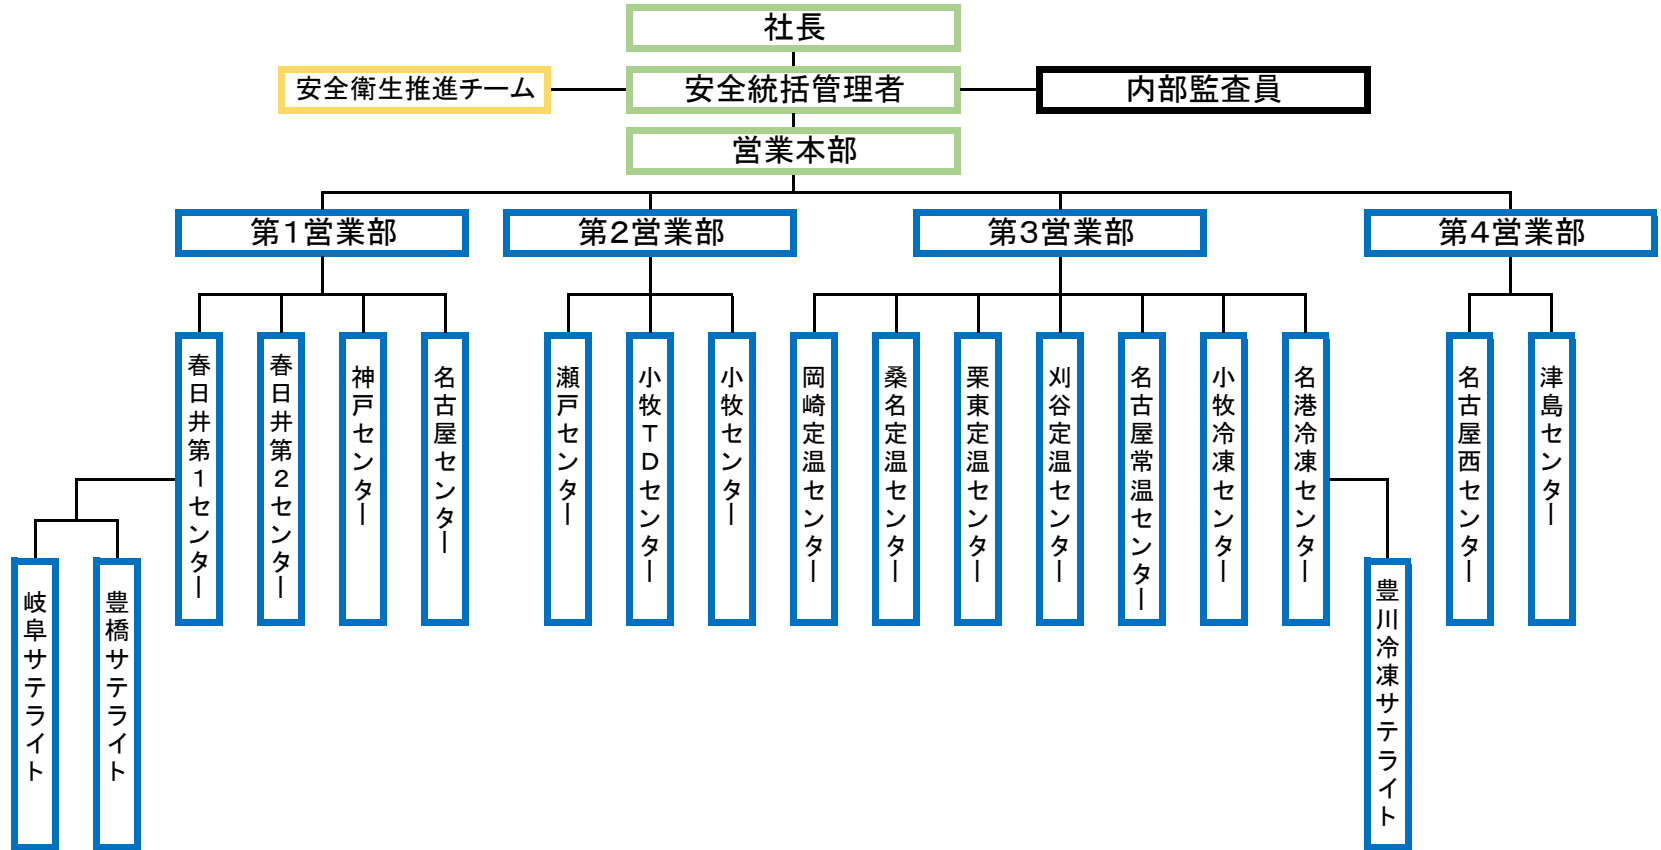 社長
安全衛生推進チーム
安全統括管理者
内部監査員
営業本部
第1営業部
第2営業部
第3営業部
第4営業部
春日井第1センター
春日井第2センター
神戸センター
名古屋センター
瀬戸センター
小牧TDセンター
小牧センター
岡崎定温センター
桑名定温センター
栗東定温センター
刈谷定温センター
名古屋常温センター
小牧冷凍センター
名港冷凍センター
名古屋西センター
津島センター
岐阜サテライト
豊橋サテライト
豊川冷凍サテライト